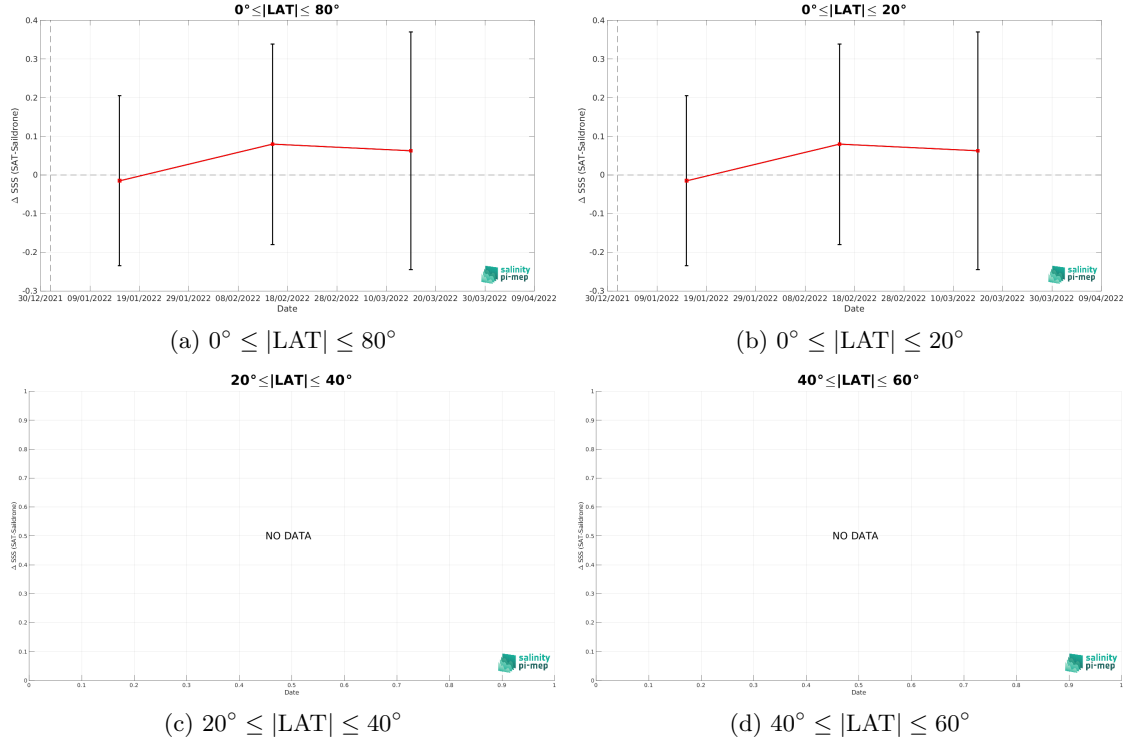 0°≤|LAT|≤ 80°
0.4
0.3
0.2
0.1
0
-0.1
-0.2
-0.3
Δ SSS (SAT-Saildrone)
30/12/2021 09/01/2022 19/01/2022 29/01/2022 08/02/2022 18/02/2022 28/02/2022 10/03/2022 20/03/2022 30/03/2022 09/04/2022
Date
salinity
pi-mep
(a) 0° ≤ |LAT| ≤ 80°
0°≤|LAT|≤ 20°
0.4
0.3
0.2
0.1
0
-0.1
-0.2
-0.3
Δ SSS (SAT-Saildrone)
30/12/2021 09/01/2022 19/01/2022 29/01/2022 08/02/2022 18/02/2022 28/02/2022 10/03/2022 20/03/2022 30/03/2022 09/04/2022
Date
salinity
pi-mep
(b) 0° ≤ |LAT| ≤ 20°
20°≤|LAT|≤ 40°
1
0.9
0.8
0.7
0.6
0.5
0.4
0.3
0.2
0.1
0
Δ SSS (SAT-Saildrone)
NO DATA
0 0.1 0.2 0.3 0.4 0.5 0.6 0.7 0.8 0.9 1
Date
salinity
pi-mep
(c) 20° ≤ |LAT| ≤ 40°
40°≤|LAT|≤ 60°
1
0.9
0.8
0.7
0.6
0.5
0.4
0.3
0.2
0.1
0
Δ SSS (SAT-Saildrone)
NO DATA
0 0.1 0.2 0.3 0.4 0.5 0.6 0.7 0.8 0.9 1
Date
salinity
pi-mep
(d) 40° ≤ |LAT| ≤ 60°